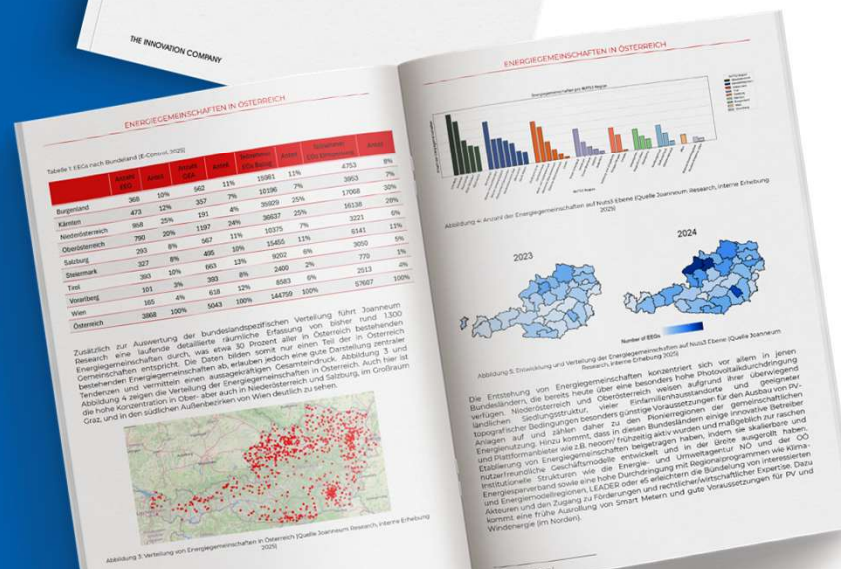 THE INNOVATION COMPANY
ENERGIEGEMEINSCHAFTEN IN ÖSTERREICH
Tabelle 1: EEGs nach Bundesland (E-Control, 2025)
Anzahl EEG Anteil Anzahl GEA Anteil Teilnehmer EEG Bezug Anteil Teilnehmer EEG Einspeisung Anteil
Burgenland 368 10% 562 11% 15981 11% 4753 8%
Kärnten 473 12% 357 7% 10196 7% 3953 7%
Niederösterreich 958 25% 191 4% 35929 25% 17068 30%
Oberösterreich 790 20% 1197 24% 36637 25% 16138 28%
Salzburg 293 8% 567 11% 10375 7% 3221 6%
Steiermark 327 8% 495 10% 15455 11% 6141 11%
Tirol 393 10% 663 13% 9202 6% 3050 5%
Vorarlberg 101 3% 393 8% 2400 2% 770 1%
Wien 165 4% 618 12% 8583 6% 2513 4%
Österreich 3868 100% 5043 100% 144759 100% 57607 100%
Zusätzlich zur Auswertung der bundeslandspezifischen Verteilung führt Joanneum
Research eine laufende detaillierte räumliche Erfassung von bisher rund 1.300
Energiegemeinschaften durch, was etwa 30 Prozent aller in Österreich bestehenden
Gemeinschaften entspricht. Die Daten bilden somit nur einen Teil der in Österreich
bestehenden Energiegemeinschaften ab, erlauben jedoch eine gute Darstellung zentraler
Tendenzen und vermitteln einen aussagekräftigen Gesamteindruck. Abbildung 3 und
Abbildung 4 zeigen die Verteilung der Energiegemeinschaften in Österreich. Auch hier ist
die hohe Konzentration in Ober- aber auch in Niederösterreich und Salzburg, im Großraum
Graz, und in den südlichen Außenbezirken von Wien deutlich zu sehen.
Abbildung 3: Verteilung von Energiegemeinschaften in Österreich (Quelle Joanneum Research, interne Erhebung
2025)
ENERGIEGEMEINSCHAFTEN IN ÖSTERREICH
Energiegemeinschaften pro NUTS3 Region
NUTS3 Region
Abbildung 4: Anzahl der Energiegemeinschaften auf Nuts3 Ebene (Quelle Joanneum Research, interne Erhebung
2025)
2023
2024
Number of EEGs
Abbildung 5: Entwicklung und Verteilung der Energiegemeinschaften auf Nuts3 Ebene (Quelle Joanneum
Research, interne Erhebung 2025)
Die Entstehung von Energiegemeinschaften konzentriert sich vor allem in jenen
Bundesländern, die bereits heute über eine besonders hohe Photovoltaikdurchdringung
verfügen. Niederösterreich und Oberösterreich weisen aufgrund ihrer überwiegend
ländlichen Siedlungsstruktur, vieler Einfamilienhausstandorte und geeigneter
topografischer Bedingungen besonders günstige Voraussetzungen für den Ausbau von PV-
Anlagen auf und zählen daher zu den Pionierregionen der gemeinschaftlichen
Energienutzung. Hinzu kommt, dass in diesen Bundesländern einige innovative Betreiber
und Plattformanbieter wie z.B. neoom frühzeitig aktiv wurden und maßgeblich zur raschen
Etablierung von Energiegemeinschaften beigetragen haben, indem sie skalierbare und
nutzerfreundliche Geschäftsmodelle entwickelt und in der Breite ausgerollt haben.
Institutionelle Strukturen wie die Energie- und Umweltagentur NÖ und der OÖ
Energiesparverband sowie eine hohe Durchdringung mit Regionalprogrammen wie Klima-
und Energiemodellregionen, LEADER oder e5 erleichtern die Bündelung von interessierten
Akteuren und den Zugang zu Förderungen und rechtlicher/wirtschaftlicher Expertise. Dazu
kommt eine frühe Ausrollung von Smart Metern und gute Voraussetzungen für PV und
Windenergie (im Norden).